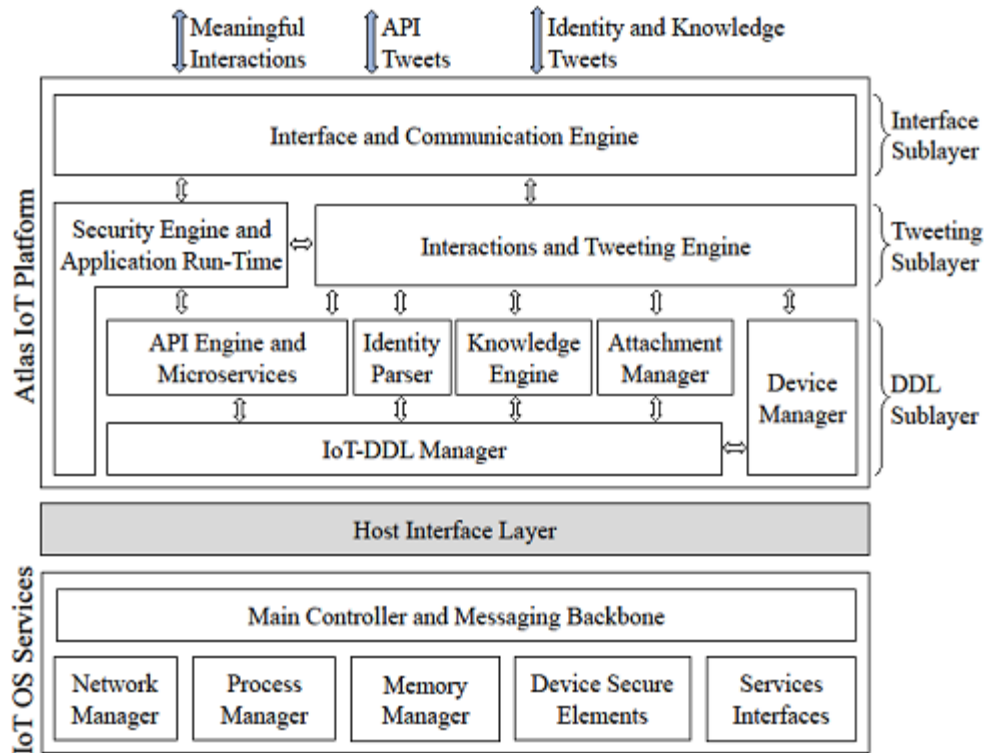 Meaningful
Interactions
API
Tweets
Identity and Knowledge
Tweets
Atlas IoT Platform
Interface and Communication Engine
Interface
Sublayer
Security Engine and
Application Run-Time
Interactions and Tweeting Engine
Tweeting
Sublayer
API Engine and
Microservices
Identity
Parser
Knowledge
Engine
Attachment
Manager
Device
Manager
DDL
Sublayer
IoT-DDL Manager
Host Interface Layer
IoT OS Services
Main Controller and Messaging Backbone
Network
Manager
Process
Manager
Memory
Manager
Device Secure
Elements
Services
Interfaces